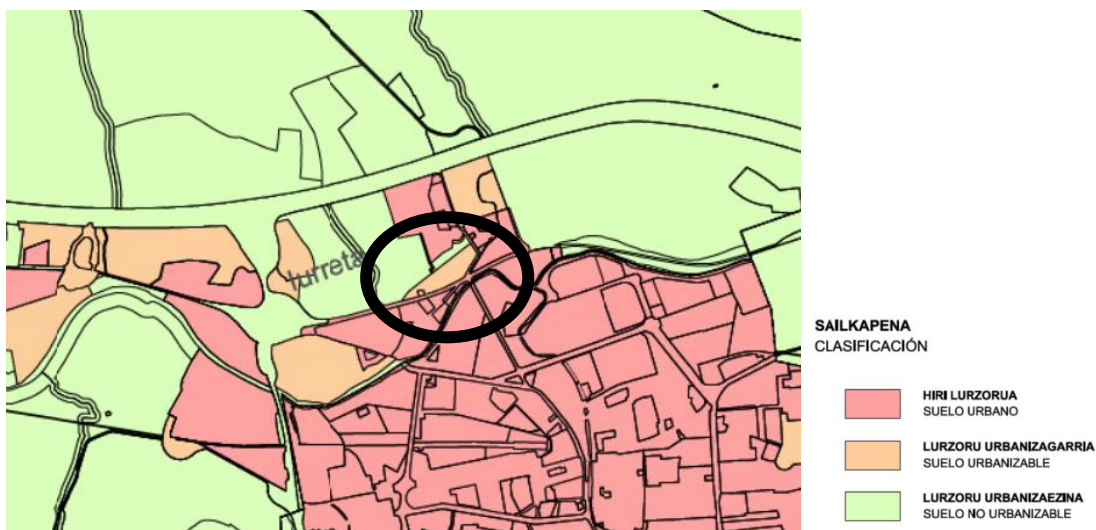 Iurreta
SAILKAPENA
CLASIFICACIÓN
HIRI LURZORUA
SUELO URBANO
LURZORU URBANIZAGARRIA
SUELO URBANIZABLE
LURZORU URBANIZAEZINA
SUELO NO URBANIZABLE